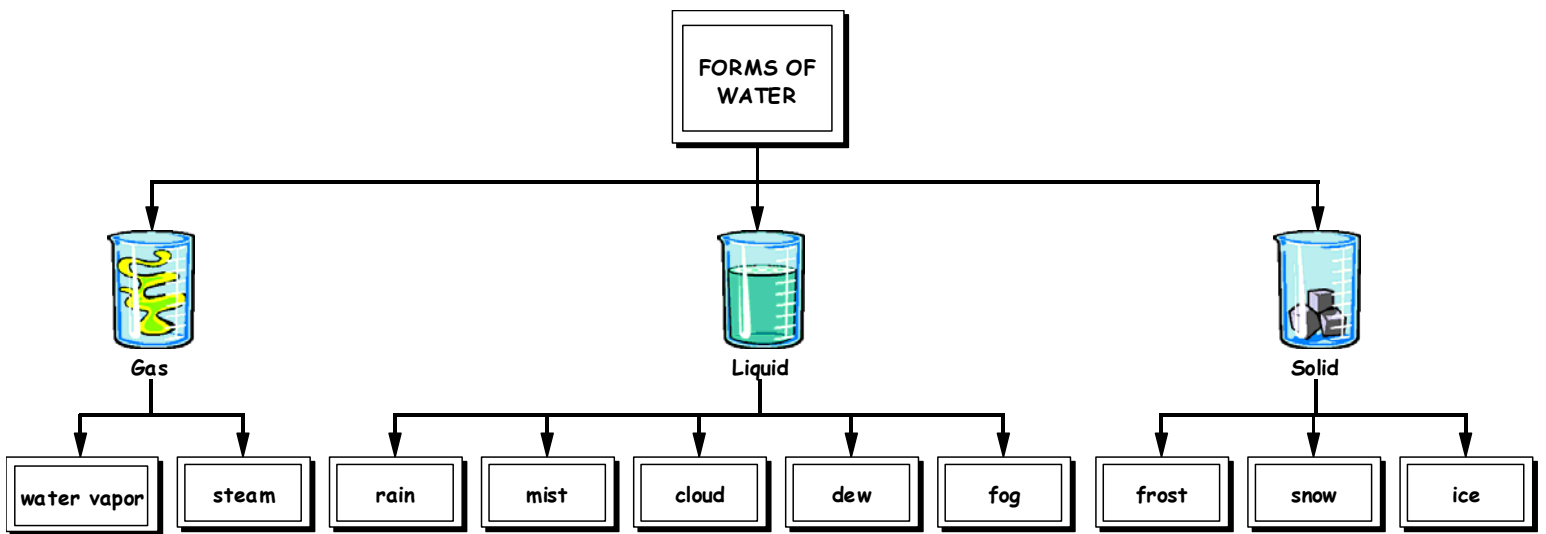 FORMS OF
WATER
Gas
Liquid
Solid
water vapor
steam
rain
mist
cloud
dew
fog
frost
snow
ice